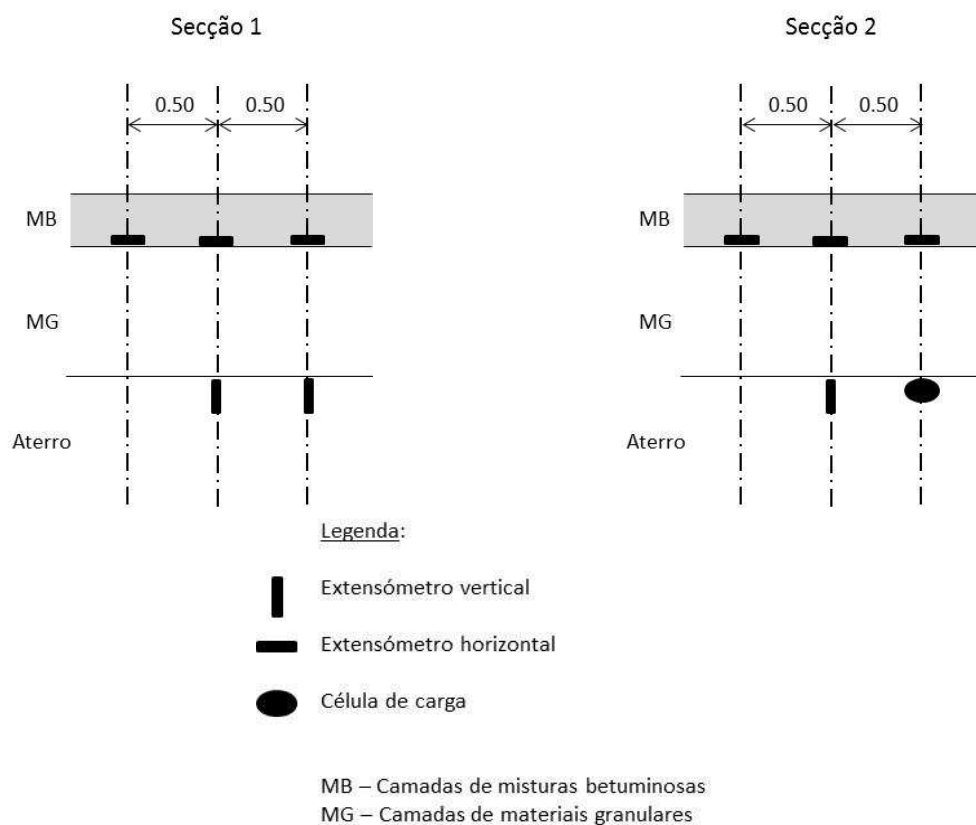 Secção 1
Secção 2
0.50 0.50
0.50 0.50
MB
MB
MG
MG
Aterro
Aterro
Legenda:
Extensómetro vertical
Extensómetro horizontal
Célula de carga
MB – Camadas de misturas betuminosas
MG – Camadas de materiais granulares